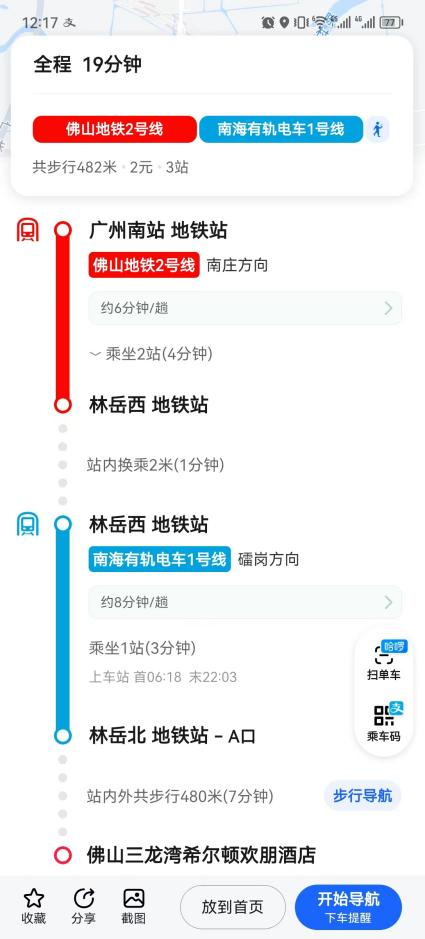 12:17 支
77
全程 19分钟
佛山地铁2号线 南海有轨电车1号线
共步行482米·2元·3站
广州南站 地铁站
佛山地铁2号线 南庄方向
约6分钟/趟
乘坐2站(4分钟)
林岳西 地铁站
站内换乘2米(1分钟)
林岳西 地铁站
南海有轨电车1号线 礌岗方向
约8分钟/趟
乘坐1站(3分钟)
上车站 首06:18 末22:03
哈啰
扫单车
支
乘车码
林岳北 地铁站 - A口
站内外共步行480米(7分钟) 步行导航
佛山三龙湾希尔顿欢朋酒店
收藏 分享 截图 放到首页 开始导航
下车提醒